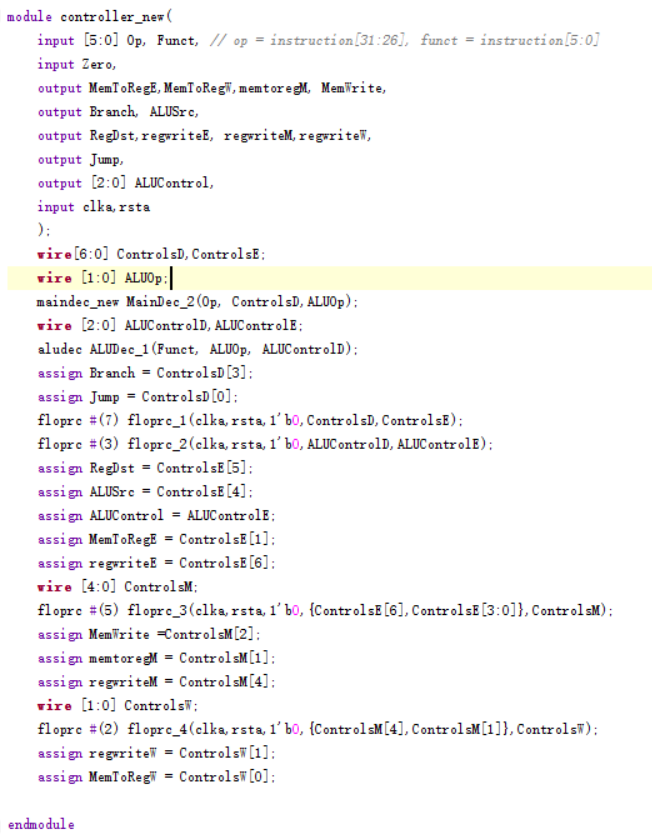 module controller_new(
input [5:0] Op, Funct, // op = instruction[31:26], funct = instruction[5:0]
input Zero,
output MemToRegE,MemToRegW,memtoregM, MemWrite,
output Branch, ALUSrc,
output RegDst,regwriteE, regwriteM,regwriteW,
output Jump,
output [2:0] ALUControl,
input clka,rsta
);
wire[6:0] ControlsD,ControlsE;
wire [1:0] ALUOp;
maindec_new MainDec_2(Op, ControlsD,ALUOp);
wire [2:0] ALUControlD,ALUControlE;
aludec ALUDec_1(Funct, ALUOp, ALUControlD);
assign Branch = ControlsD[3];
assign Jump = ControlsD[0];
floprc #(7) floprc_1(clka,rsta,1'b0,ControlsD,ControlsE);
floprc #(3) floprc_2(clka,rsta,1'b0,ALUControlD,ALUControlE);
assign RegDst = ControlsE[5];
assign ALUSrc = ControlsE[4];
assign ALUControl = ALUControlE;
assign MemToRegE = ControlsE[1];
assign regwriteE = ControlsE[6];
wire [4:0] ControlsM;
floprc #(5) floprc_3(clka,rsta,1'b0,{ControlsE[6],ControlsE[3:0]},ControlsM);
assign MemWrite =ControlsM[2];
assign memtoregM = ControlsM[1];
assign regwriteM = ControlsM[4];
wire [1:0] ControlsW;
floprc #(2) floprc_4(clka,rsta,1'b0,{ControlsM[4],ControlsM[1]},ControlsW);
assign regwriteW = ControlsW[1];
assign MemToRegW = ControlsW[0];
endmodule